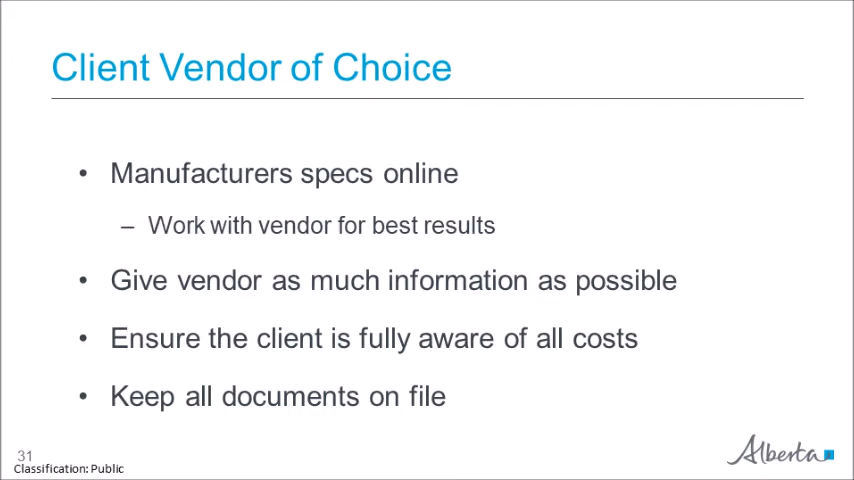 Client Vendor of Choice
• Manufacturers specs online
– Work with vendor for best results
• Give vendor as much information as possible
• Ensure the client is fully aware of all costs
• Keep all documents on file
31
Classification: Public
Alberta